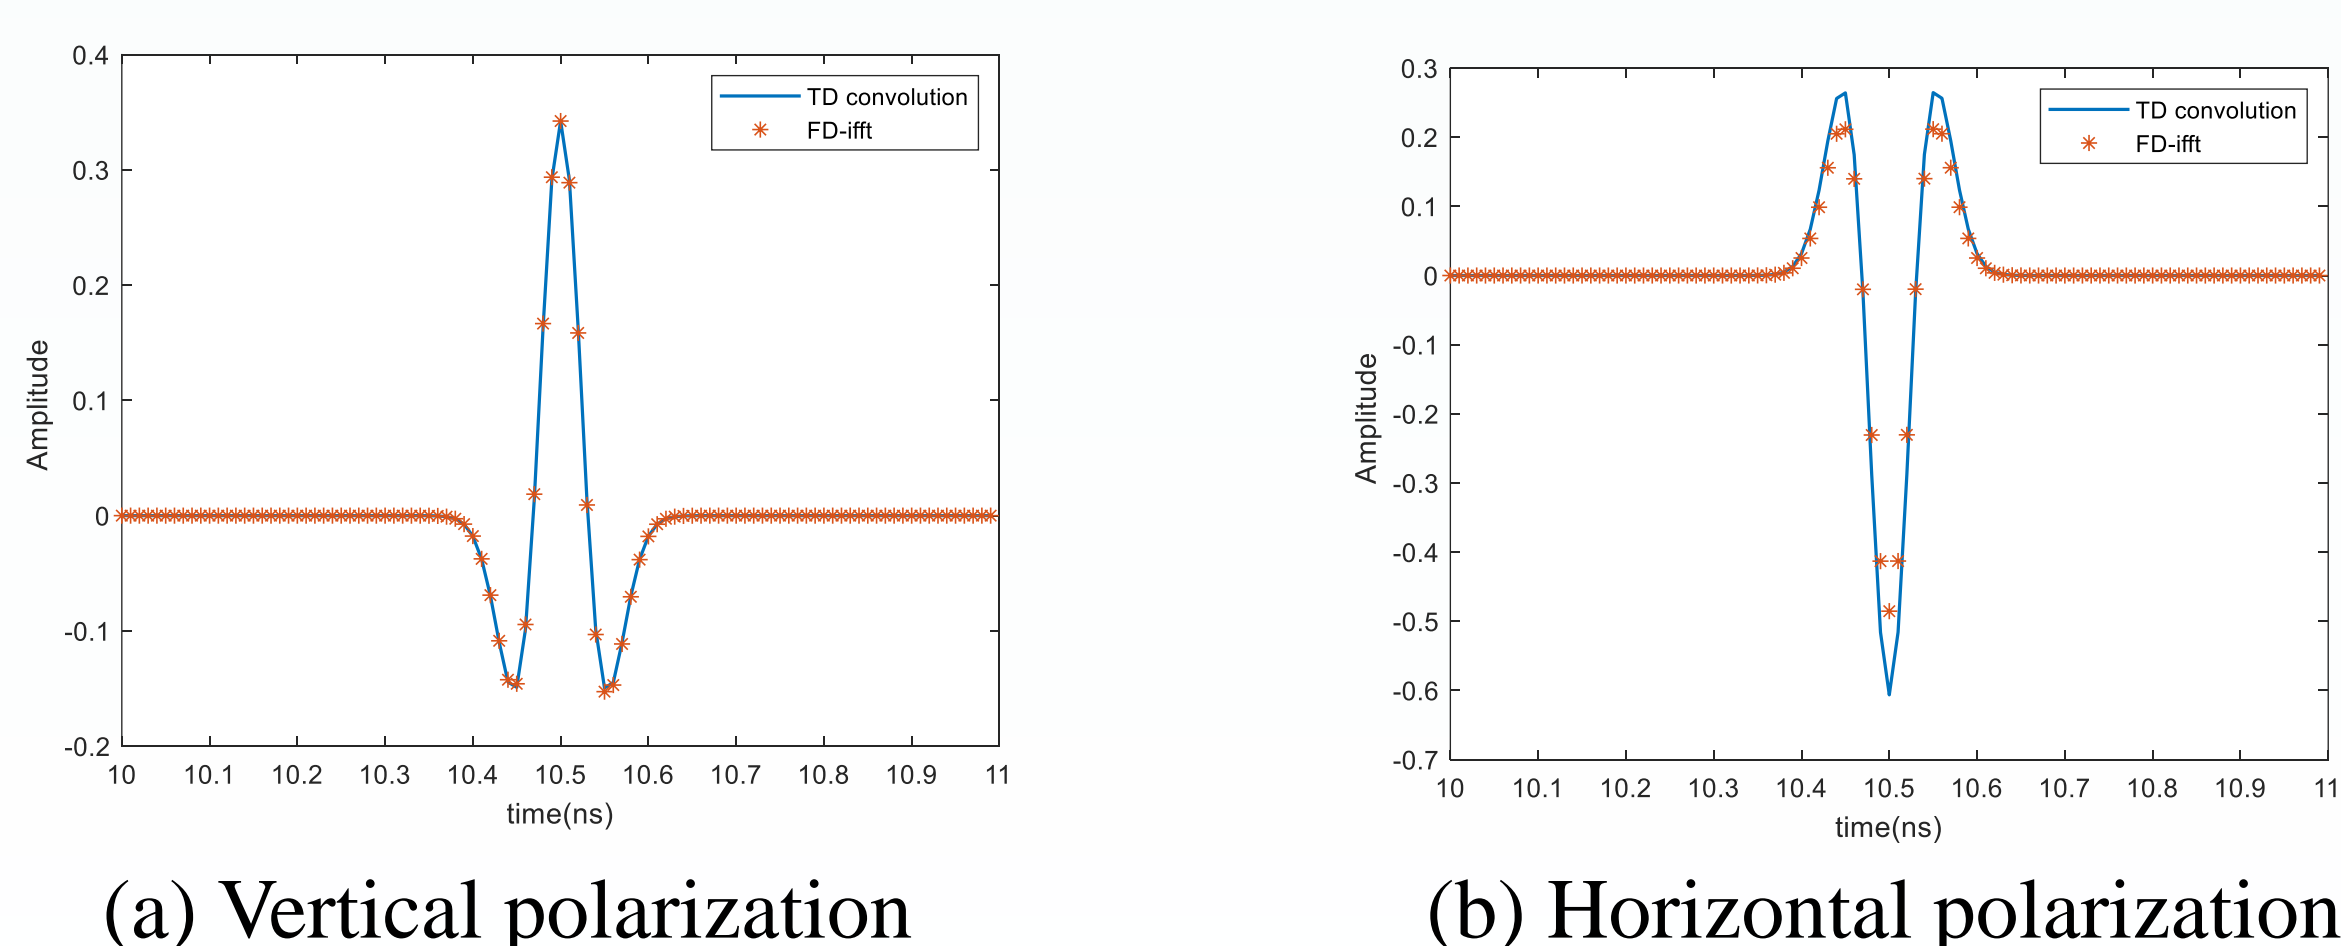 0.4
0.3
0.2
0.1
0
-0.1
-0.2
10 10.1 10.2 10.3 10.4 10.5 10.6 10.7 10.8 10.9 11
time(ns)
Amplitude
TD convolution
FD-ifft
(a) Vertical polarization
0.3
0.2
0.1
0
-0.1
-0.2
-0.3
-0.4
-0.5
-0.6
-0.7
10 10.1 10.2 10.3 10.4 10.5 10.6 10.7 10.8 10.9 11
time(ns)
Amplitude
TD convolution
FD-ifft
(b) Horizontal polarization